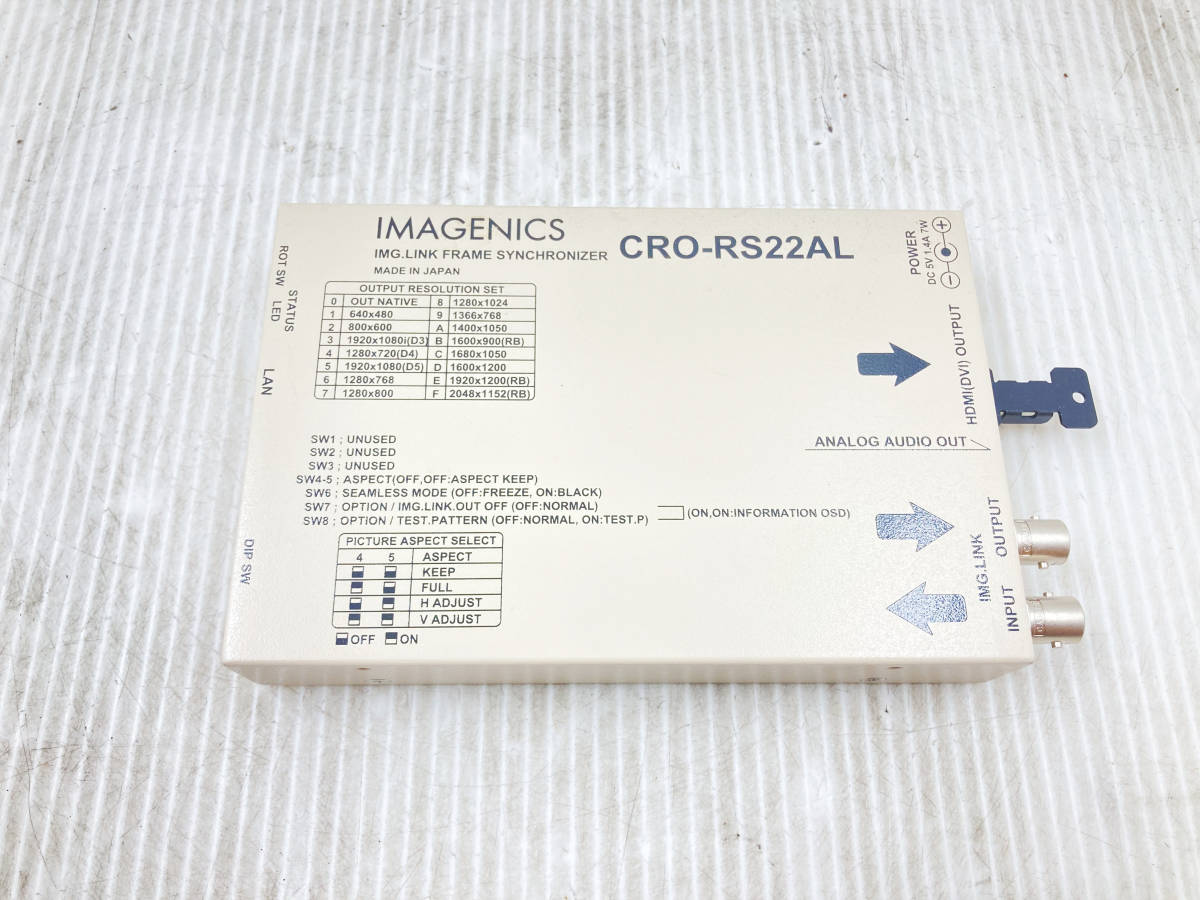 IMAGENICS
IMG.LINK FRAME SYNCHRONIZER
CRO-RS22AL
MADE IN JAPAN
OUTPUT RESOLUTION SET
0 OUT NATIVE 8 1280x1024
1 640x480 9 1366x768
2 800x600 A 1400x1050
3 1920x1080i(D3) B 1600x900(RB)
4 1280x720(D4) C 1680x1050
5 1920x1080(D5) D 1600x1200
6 1280x768 E 1920x1200(RB)
7 1280x800 F 2048x1152(RB)
SW1 ; UNUSED
SW2 ; UNUSED
SW3 ; UNUSED
SW4-5 ; ASPECT(OFF,OFF:ASPECT KEEP)
SW6 ; SEAMLESS MODE (OFF:FREEZE, ON:BLACK)
SW7 ; OPTION / IMG.LINK.OUT OFF (OFF:NORMAL)
SW8 ; OPTION / TEST.PATTERN (OFF:NORMAL, ON:TEST.P)
(ON,ON:INFORMATION OSD)
PICTURE ASPECT SELECT
4 5 ASPECT
KEEP
FULL
H ADJUST
V ADJUST
OFF ON
ROT SW
STATUS
LED
LAN
DIP SW
POWER
DC 5V 1.4A 7W
HDMI(DVI) OUTPUT
ANALOG AUDIO OUT
IMG.LINK
OUTPUT
INPUT